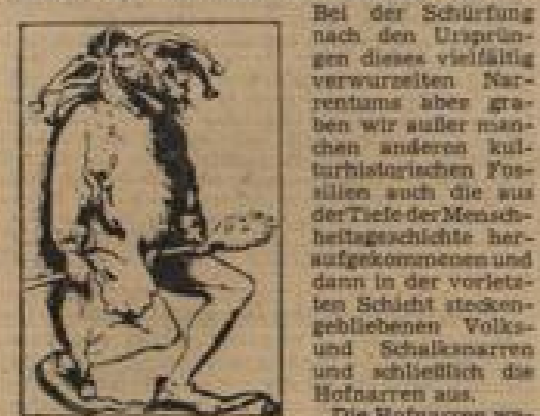 Bei der Schürfung
nach den Ursprün-
gen dieses vielfältig
verwurzelten Nar-
rentums aber gra-
ben wir außer man-
chen anderen kul-
turhistorischen Fos-
silien auch die aus
der Tiefe der Mensch-
heitsgeschichte her-
aufgekommenen und
dann in der vorletz-
ten Schicht stecken-
gebliebenen Volks-
und Schalksnarren
und schließlich die
Hofnarren aus.
Die Hofnarren